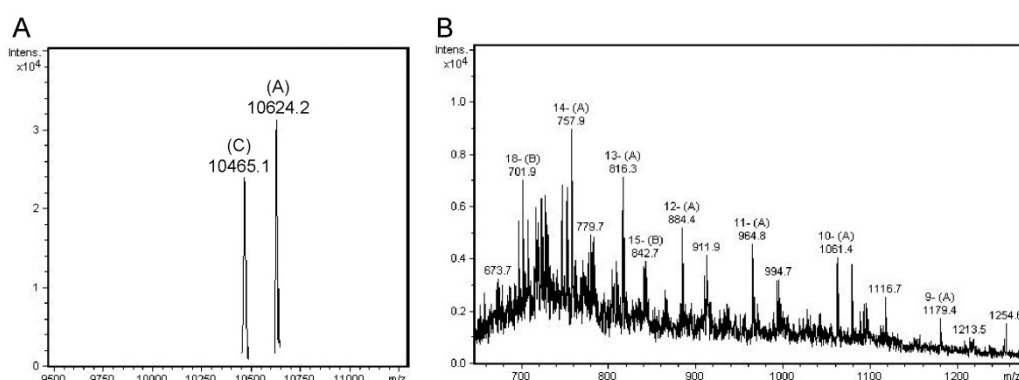 A
Intens.
x10⁴
(A)
10624.2
(C)
10465.1
3
2
1
0
9500
9750
10000
10250
10500
10750
11000
m/z
B
Intens.
x10⁴
1.0
0.8
0.6
0.4
0.2
0.0
14- (A)
757.9
18- (B)
701.9
13- (A)
816.3
12- (A)
884.4
11- (A)
964.8
10- (A)
1061.4
779.7
15- (B)
842.7
911.9
673.7
994.7
1116.7
9- (A)
1179.4
1213.5
1254.6
700
800
900
1000
1100
1200
m/z